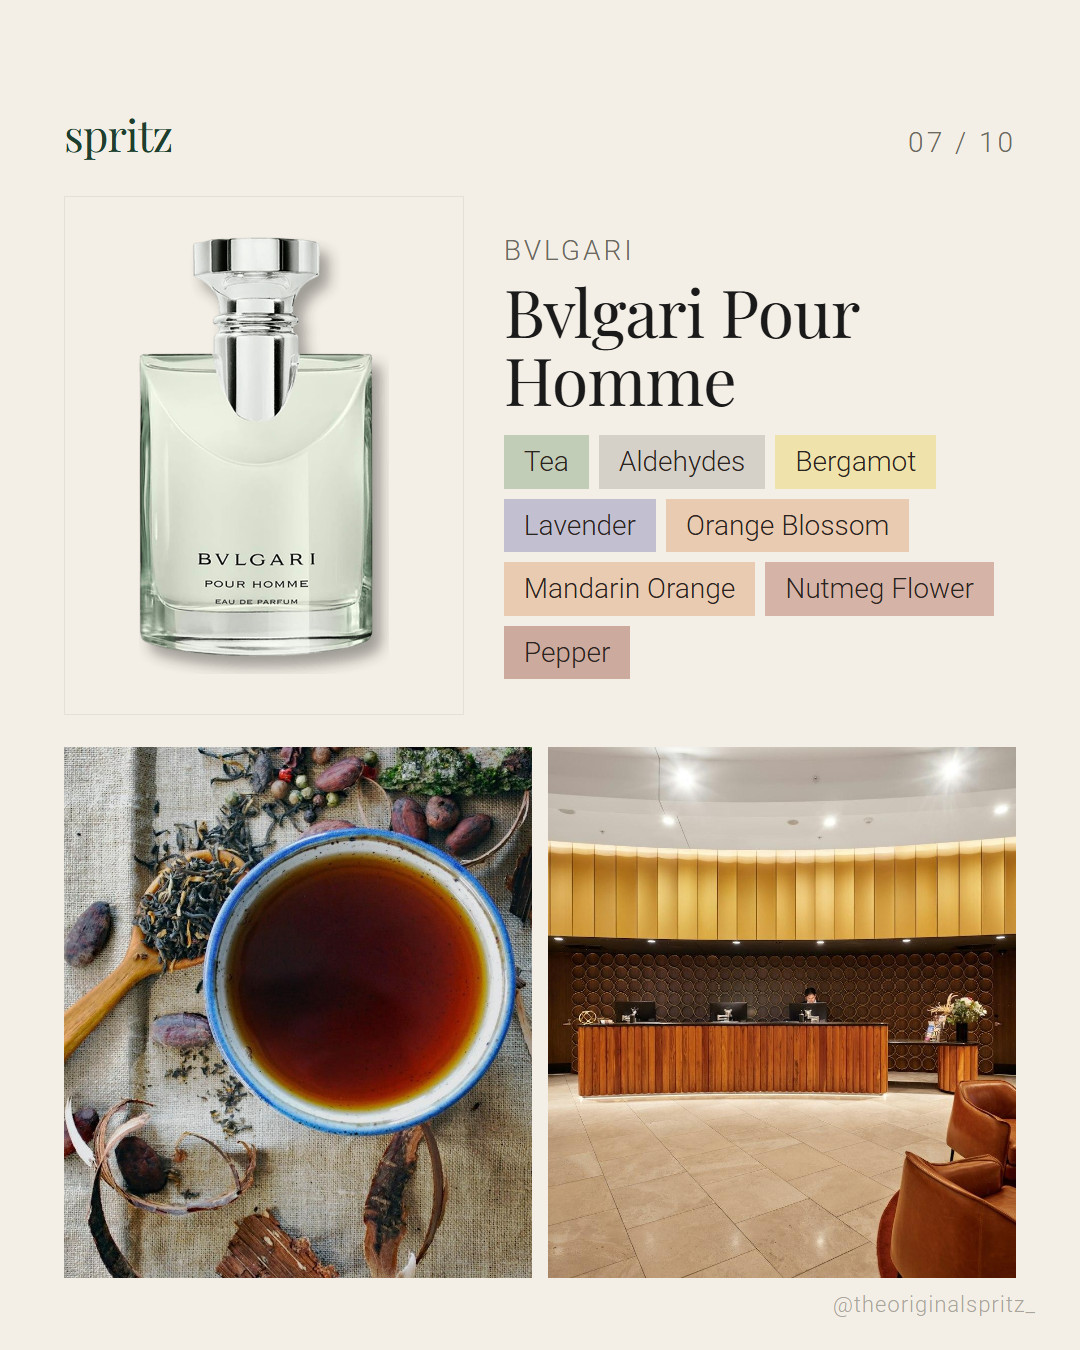 spritz
07 / 10
BVLGARI
Bvlgari Pour
Homme
Tea
Aldehydes
Bergamot
Lavender
Orange Blossom
Mandarin Orange
Nutmeg Flower
Pepper
BVLGARI
POUR HOMME
EAU DE PARFUM
@theoriginalspritz_